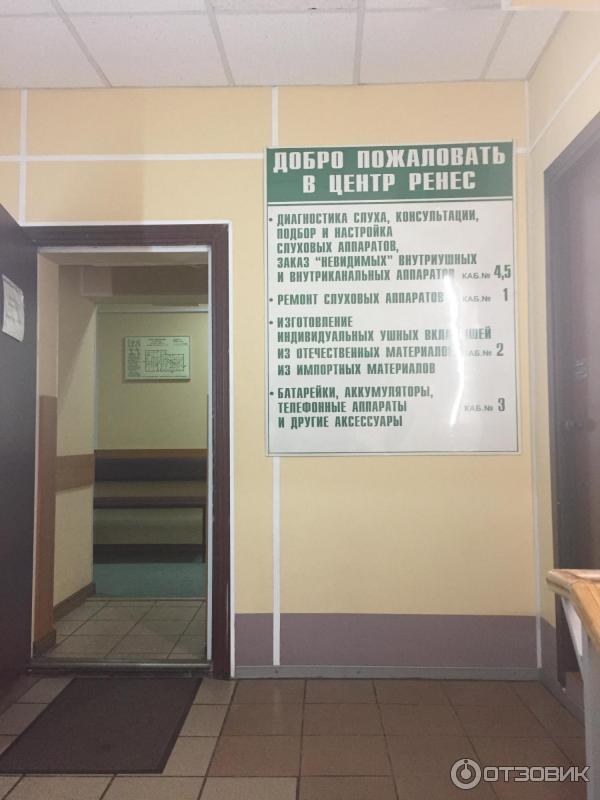 ДОБРО ПОЖАЛОВАТЬ
В ЦЕНТР РЕНЕС
• ДИАГНОСТИКА СЛУХА, КОНСУЛЬТАЦИИ,
ПОДБОР И НАСТРОЙКА
СЛУХОВЫХ АППАРАТОВ,
ЗАКАЗ "НЕВИДИМЫХ" ВНУТРИУШНЫХ
И ВНУТРИКАНАЛЬНЫХ АППАРАТОВ КАБ.№ 4,5
• РЕМОНТ СЛУХОВЫХ АППАРАТОВ КАБ.№ 1
• ИЗГОТОВЛЕНИЕ
ИНДИВИДУАЛЬНЫХ УШНЫХ ВКЛАДЫШЕЙ
ИЗ ОТЕЧЕСТВЕННЫХ МАТЕРИАЛОВ КАБ.№ 2
ИЗ ИМПОРТНЫХ МАТЕРИАЛОВ
• БАТАРЕЙКИ, АККУМУЛЯТОРЫ,
ТЕЛЕФОННЫЕ АППАРАТЫ КАБ.№ 3
И ДРУГИЕ АКСЕССУАРЫ
ОТЗОВИК